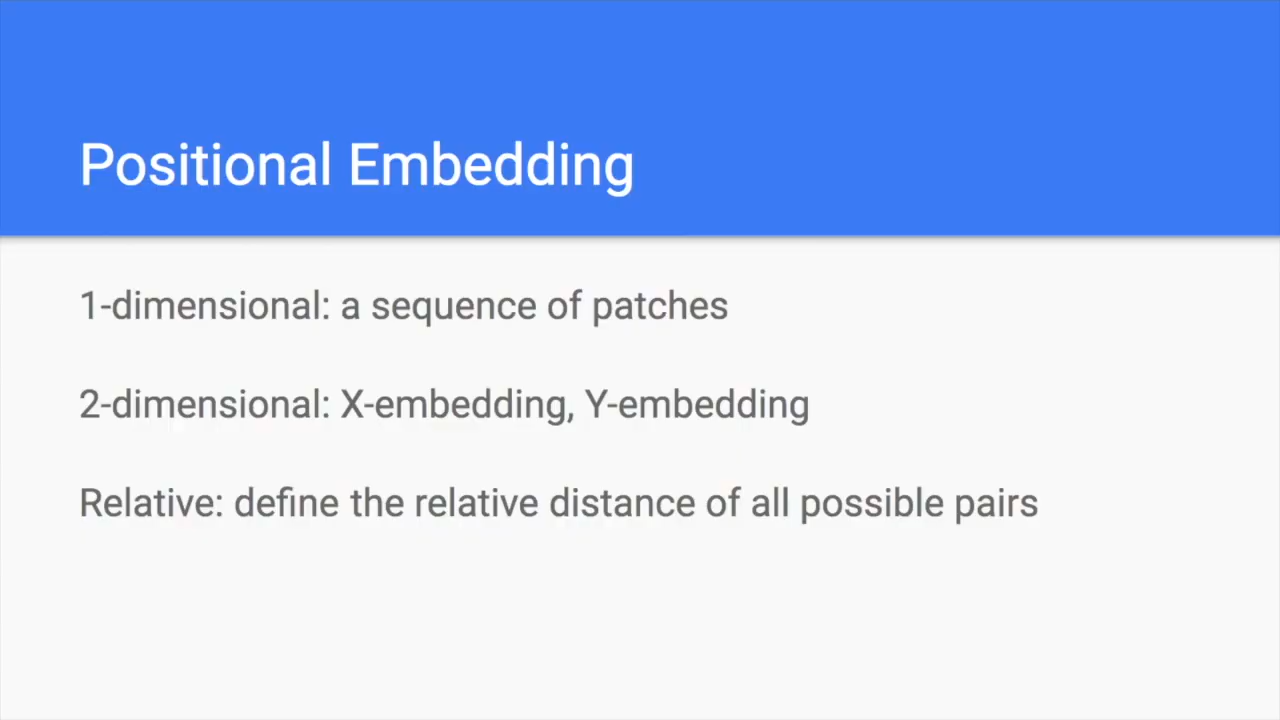 Positional Embedding
1-dimensional: a sequence of patches
2-dimensional: X-embedding, Y-embedding
Relative: define the relative distance of all possible pairs